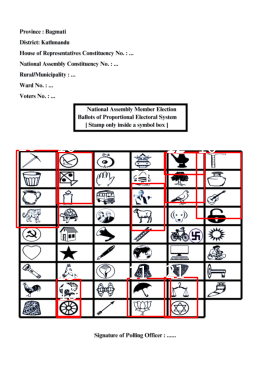 Province : Bagmati
District: Kathmandu
House of Representatives Constituency No. : ...
National Assembly Constituency No. : ...
Rural/Municipality : ...
Ward No. : ...
Voters No. : ...
National Assembly Member Election
Ballots of Proportional Electoral System
[ Stamp only inside a symbol box ]
Signature of Polling Officer : ......